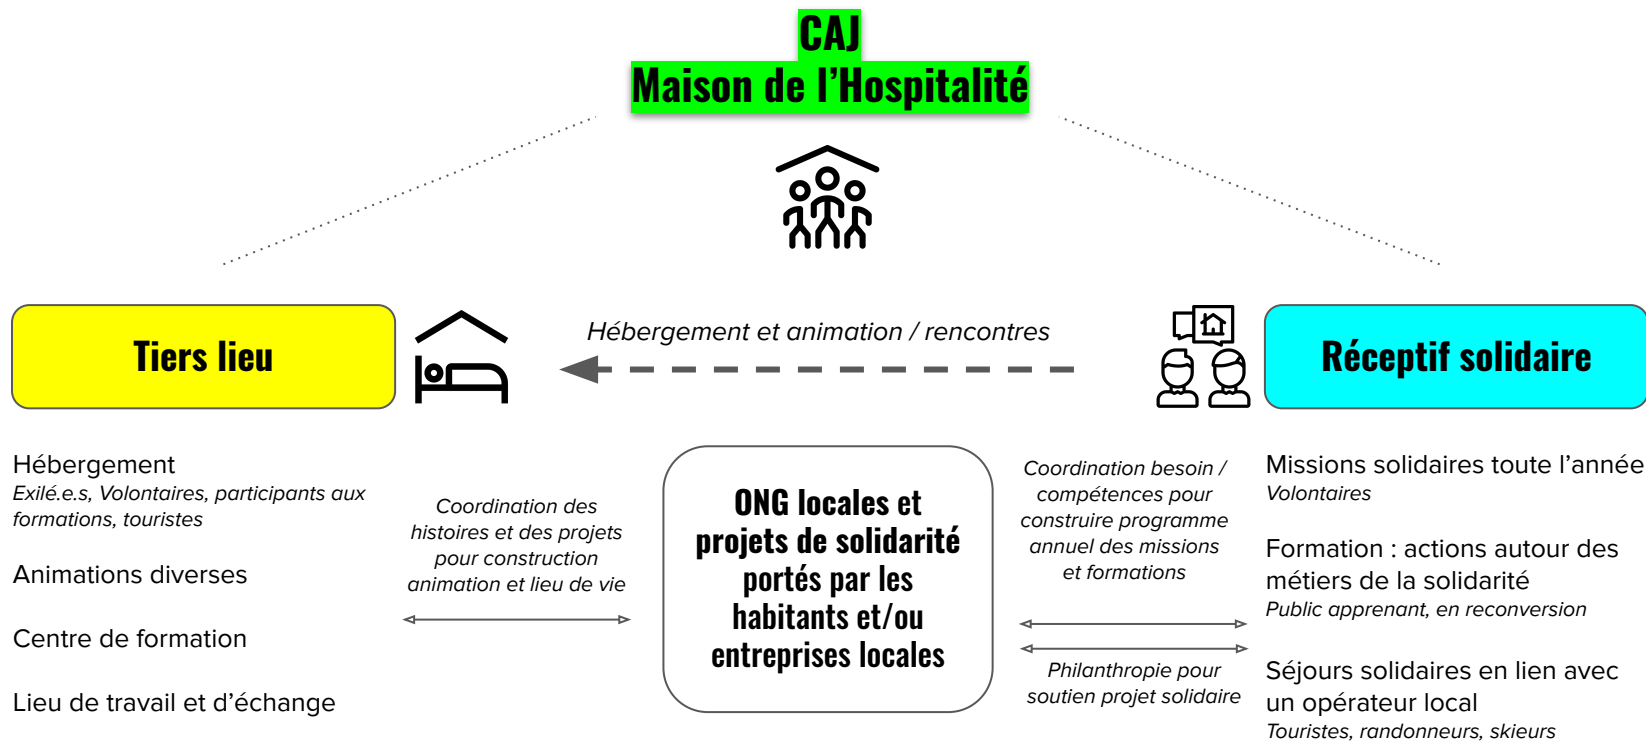 CAJ
Maison de l’Hospitalité
Tiers lieu
Hébergement et animation / rencontres
Réceptif solidaire
Hébergement
Exilé.e.s, Volontaires, participants aux
formations, touristes
Animations diverses
Centre de formation
Lieu de travail et d’échange
Coordination des
histoires et des projets
pour construction
animation et lieu de vie
ONG locales et
projets de solidarité
portés par les
habitants et/ou
entreprises locales
Coordination besoin /
compétences pour
construire programme
annuel des missions
et formations
Philanthropie pour
soutien projet solidaire
Missions solidaires toute l’année
Volontaires
Formation : actions autour des
métiers de la solidarité
Public apprenant, en reconversion
Séjours solidaires en lien avec
un opérateur local
Touristes, randonneurs, skieurs